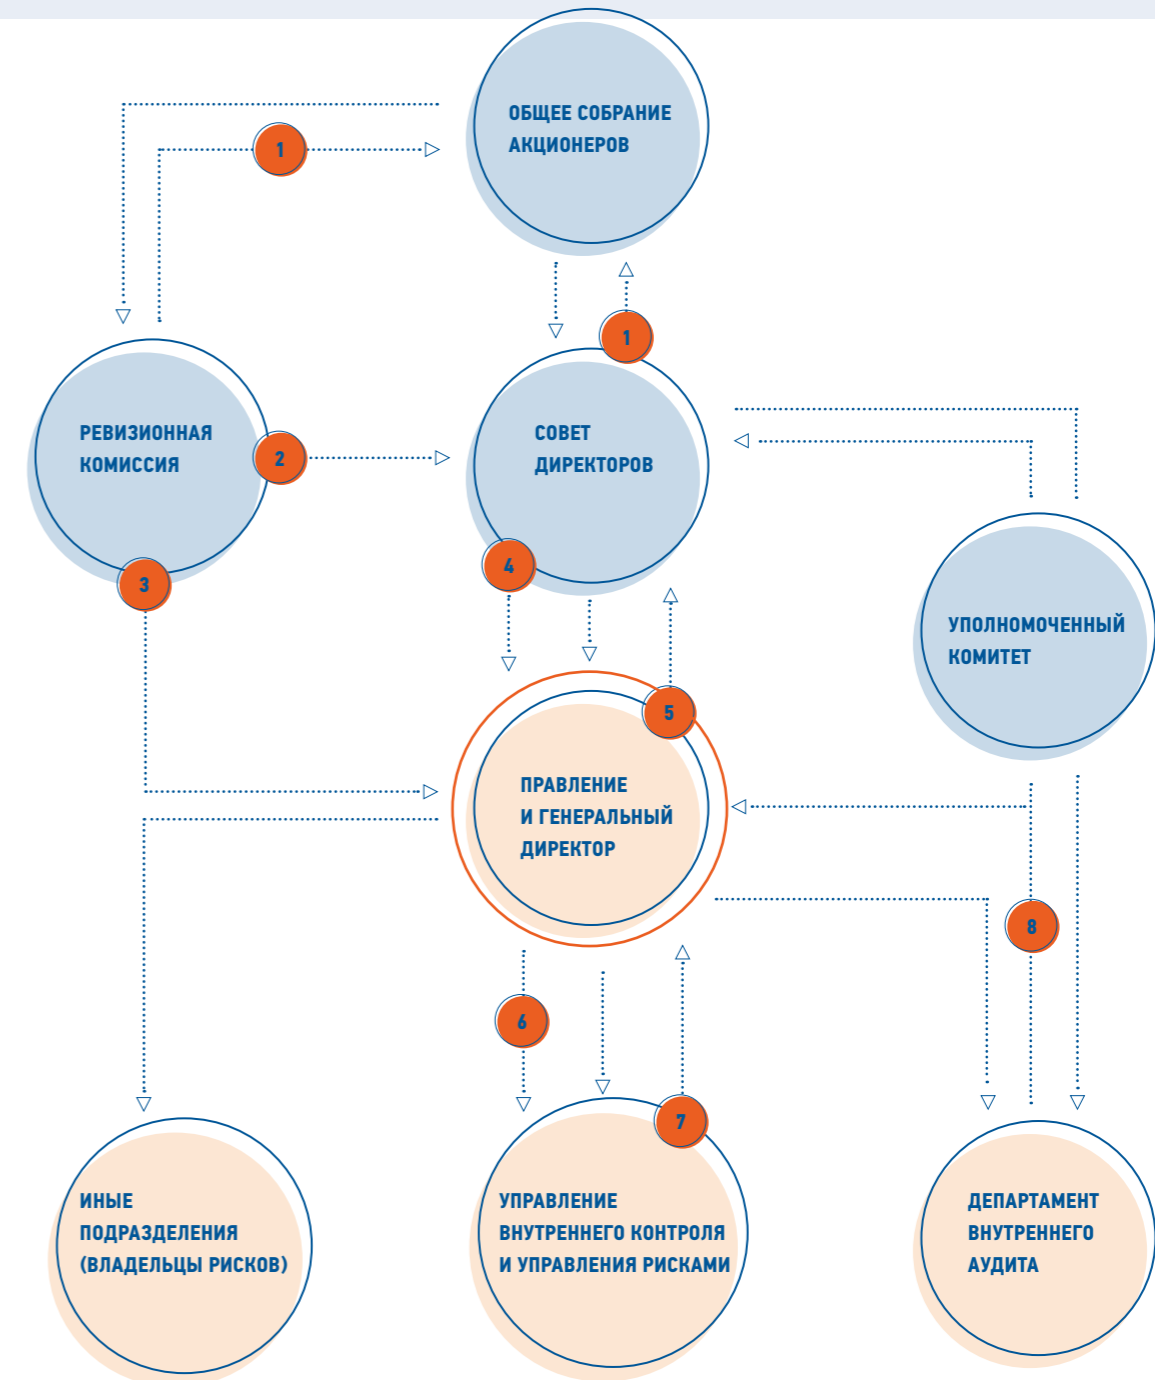 ОБЩЕЕ СОБРАНИЕ
АКЦИОНЕРОВ
1
1
РЕВИЗИОННАЯ
КОМИССИЯ
2
СОВЕТ
ДИРЕКТОРОВ
4
3
УПОЛНОМОЧЕННЫЙ
КОМИТЕТ
5
ПРАВЛЕНИЕ
И ГЕНЕРАЛЬНЫЙ
ДИРЕКТОР
8
6
7
ИНЫЕ
ПОДРАЗДЕЛЕНИЯ
(ВЛАДЕЛЬЦЫ РИСКОВ)
УПРАВЛЕНИЕ
ВНУТРЕННЕГО КОНТРОЛЯ
И УПРАВЛЕНИЯ РИСКАМИ
ДЕПАРТАМЕНТ
ВНУТРЕННЕГО
АУДИТА